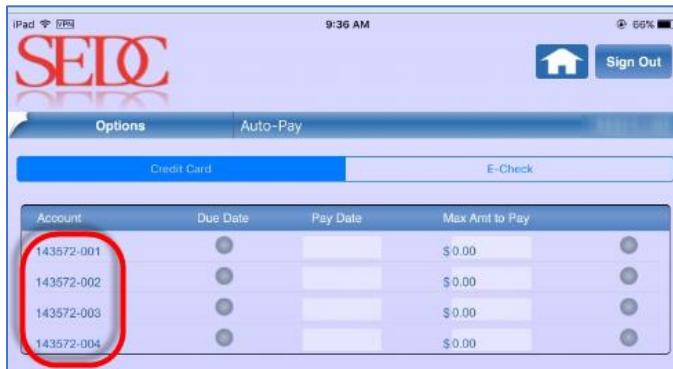 iPad VPN 9:36 AM 66%
SEDC
Sign Out
Options Auto-Pay
Credit Card E-Check
Account Due Date Pay Date Max Amt to Pay
143572-001 $0.00
143572-002 $0.00
143572-003 $0.00
143572-004 $0.00